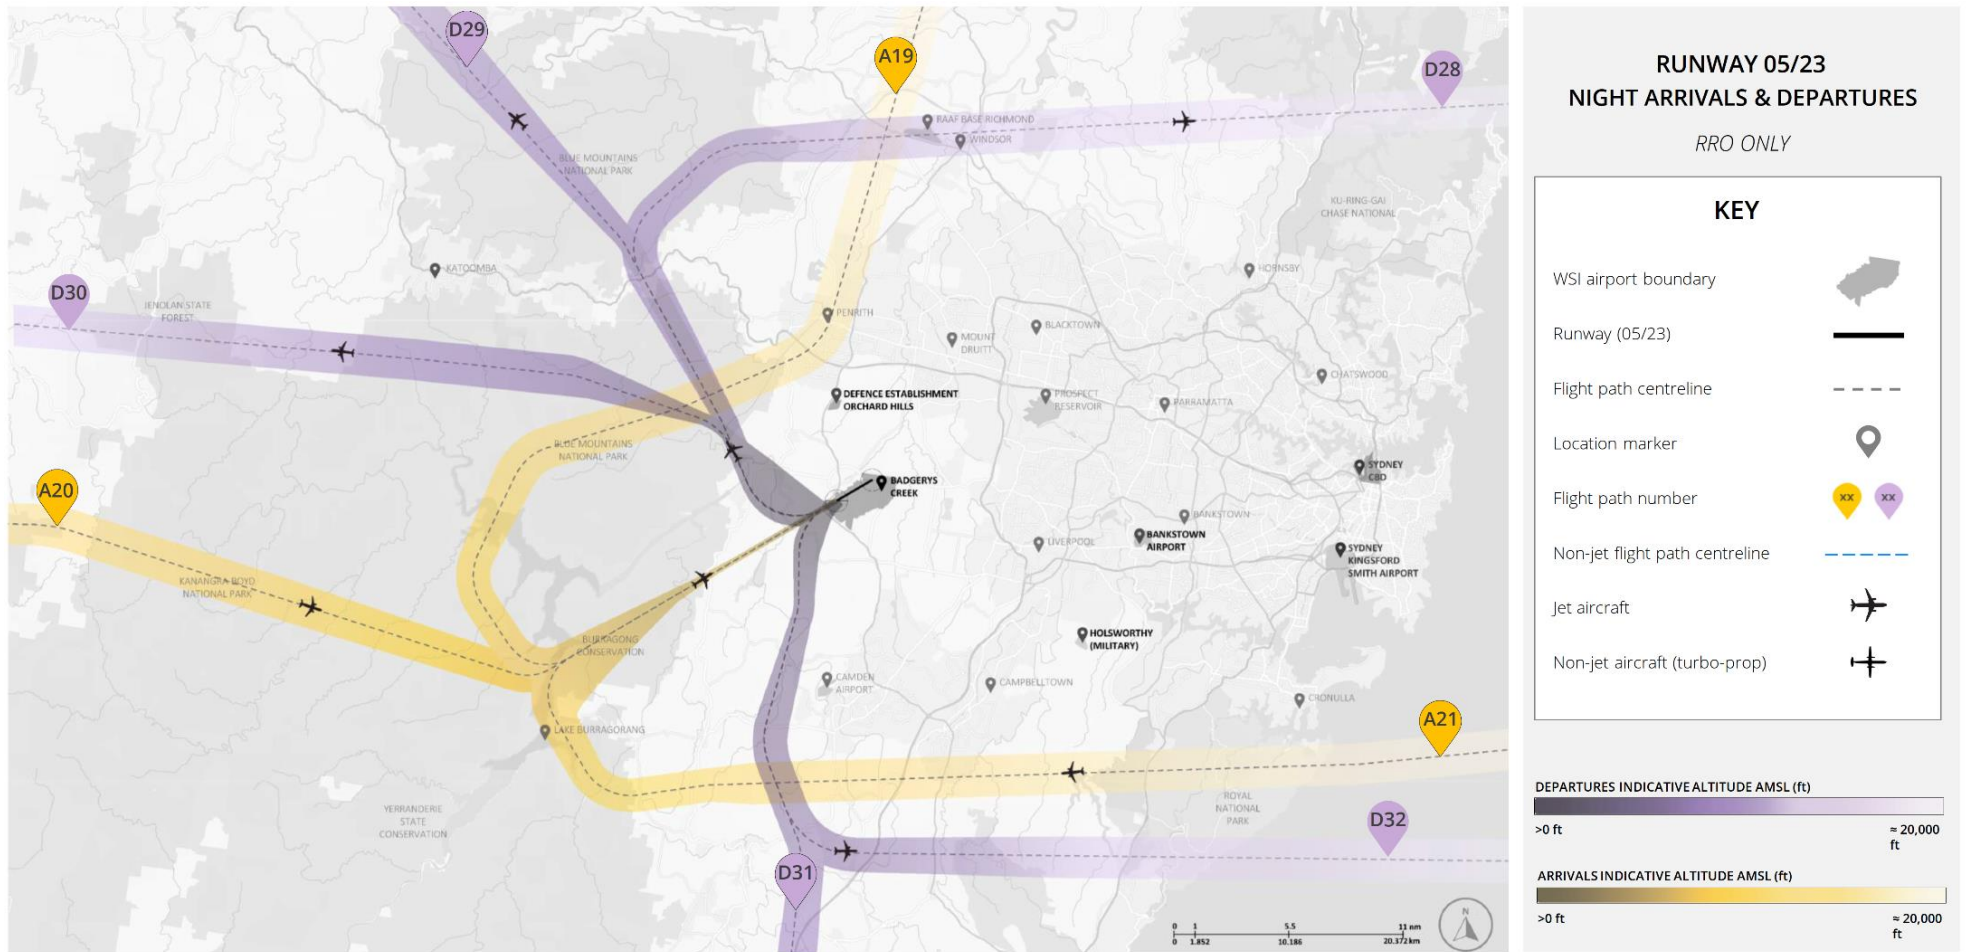 D29
A19
D28
RAAF BASE RICHMOND
WINDSOR
BLUE MOUNTAINS
NATIONAL PARK
KU-RING-GAI
CHASE NATIONAL
KATOOMBA
HORNSBY
D30
JENOLAN STATE
FOREST
PENRITH
BLACKTOWN
MOUNT
DRUITT
CHATSWOOD
DEFENCE ESTABLISHMENT
ORCHARD HILLS
PROSPECT
RESERVOIR
PARRAMATTA
BLUE MOUNTAINS
NATIONAL PARK
SYDNEY
CBD
A20
BADGERYS
CREEK
BANKSTOWN
BANKSTOWN
AIRPORT
LIVERPOOL
SYDNEY
KINGSFORD
SMITH AIRPORT
KANANGRA-BOYD
NATIONAL PARK
BURRAGONG
CONSERVATION
HOLSWORTHY
(MILITARY)
CAMDEN
AIRPORT
CAMPBELLTOWN
CRONULLA
LAKE BURRAGORANG
A21
YERRANDERIE
STATE
CONSERVATION
ROYAL
NATIONAL
PARK
D32
D31
0 1 5.5 11 nm
0 1.852 10.186 20.372 km
N
RUNWAY 05/23
NIGHT ARRIVALS & DEPARTURES
RRO ONLY
KEY
WSI airport boundary
Runway (05/23)
Flight path centreline
Location marker
Flight path number
XX XX
Non-jet flight path centreline
Jet aircraft
Non-jet aircraft (turbo-prop)
DEPARTURES INDICATIVE ALTITUDE AMSL (ft)
>0 ft ≈ 20,000
ft
ARRIVALS INDICATIVE ALTITUDE AMSL (ft)
>0 ft ≈ 20,000
ft